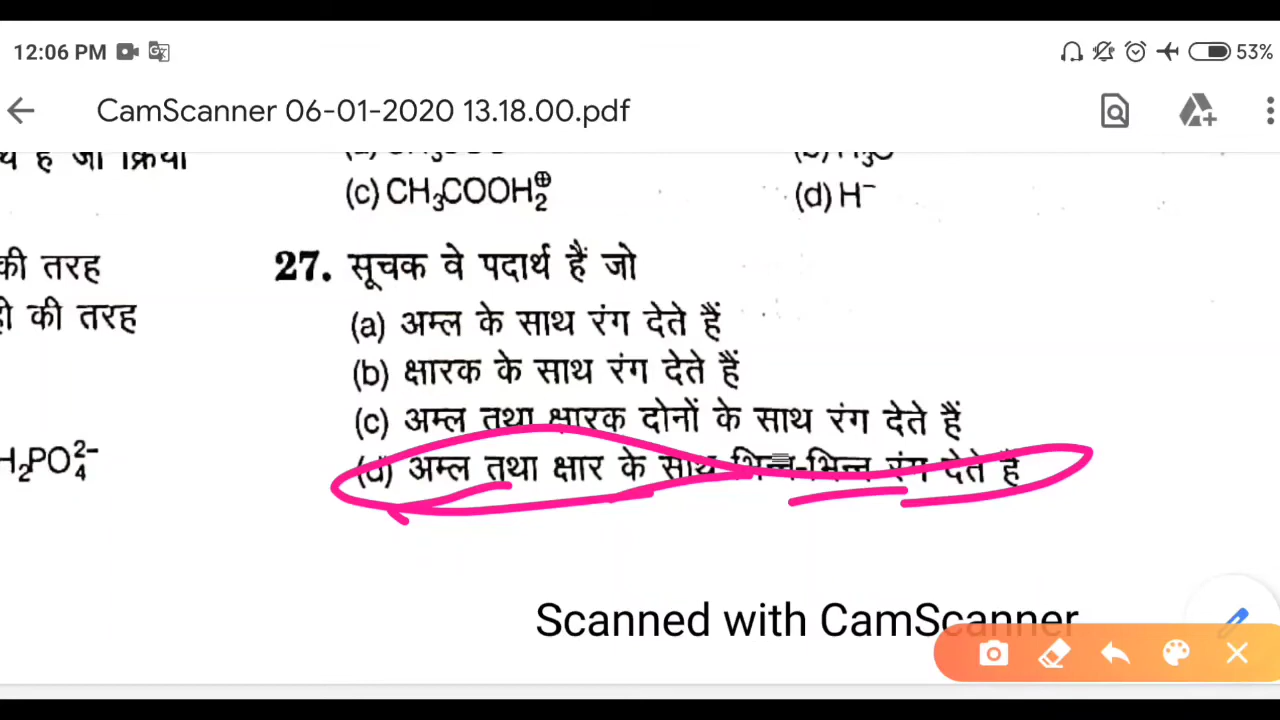 12:06 PM 53%
CamScanner 06-01-2020 13.18.00.pdf
है जो क्रिया
(c) CH₃COOH₂⊕
(d) H⁻
की तरह
की तरह
H₂PO₄²⁻
27. सूचक वे पदार्थ हैं जो
(a) अम्ल के साथ रंग देते हैं
(b) क्षारक के साथ रंग देते हैं
(c) अम्ल तथा क्षारक दोनों के साथ रंग देते हैं
(d) अम्ल तथा क्षार के साथ भिन्न-भिन्न रंग देते हैं
Scanned with CamScanner